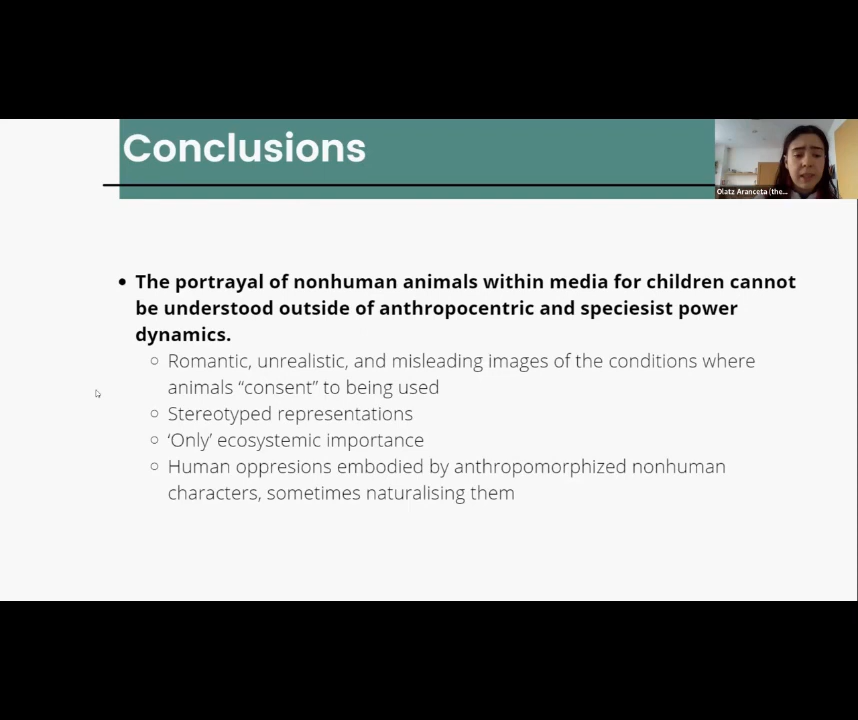 Conclusions
Olatz Aranceta (the...
• The portrayal of nonhuman animals within media for children cannot
be understood outside of anthropocentric and speciesist power
dynamics.
○ Romantic, unrealistic, and misleading images of the conditions where
animals “consent” to being used
○ Stereotyped representations
○ ‘Only’ ecosystemic importance
○ Human oppresions embodied by anthropomorphized nonhuman
characters, sometimes naturalising them